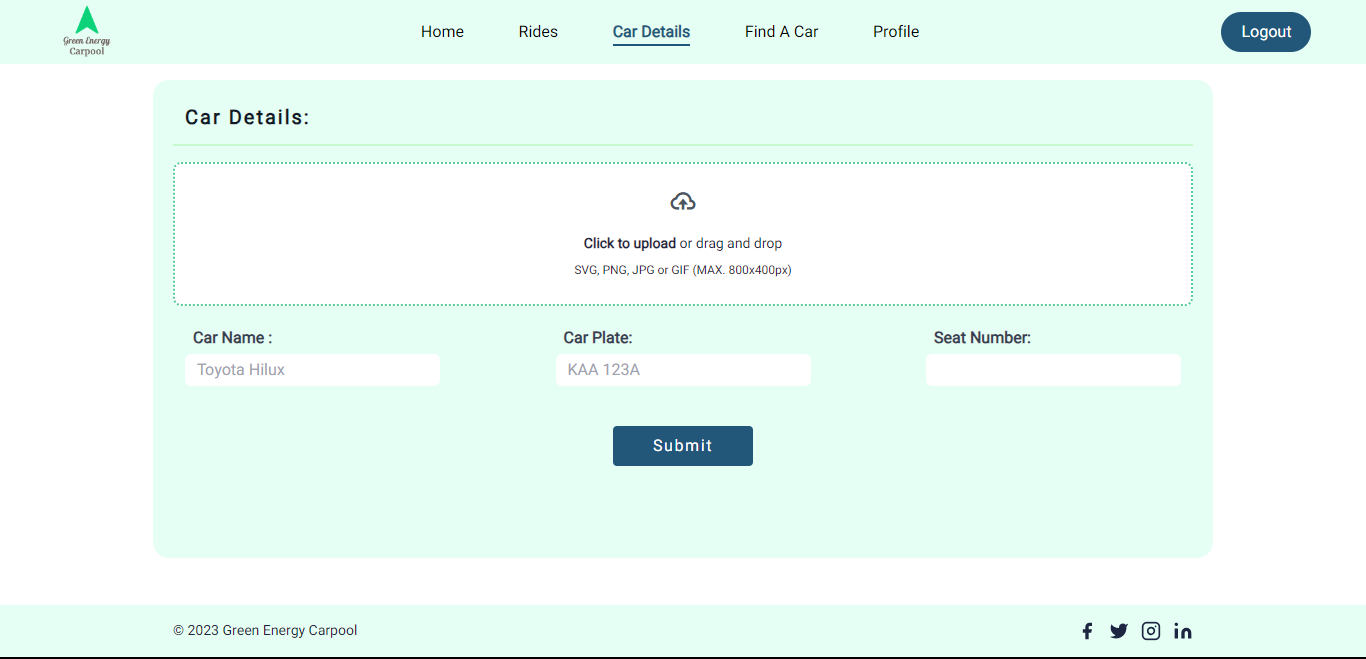 Green Energy
Carpool
Home
Rides
Car Details
Find A Car
Profile
Logout
Car Details:
Click to upload or drag and drop
SVG, PNG, JPG or GIF (MAX. 800x400px)
Car Name :
Car Plate:
Seat Number:
Toyota Hilux
KAA 123A
Submit
© 2023 Green Energy Carpool